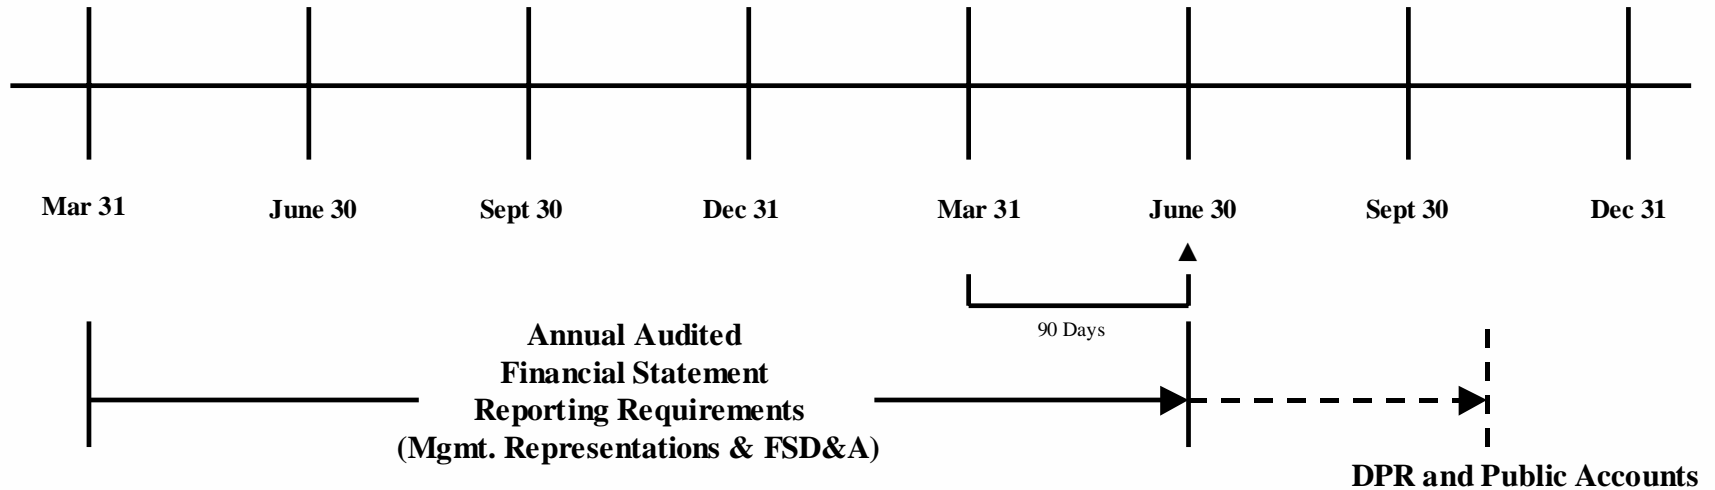 Mar 31 June 30 Sept 30 Dec 31 Mar 31 June 30 Sept 30 Dec 31
90 Days
Annual Audited
Financial Statement
Reporting Requirements
(Mgmt. Representations & FSD&A)
DPR and Public Accounts